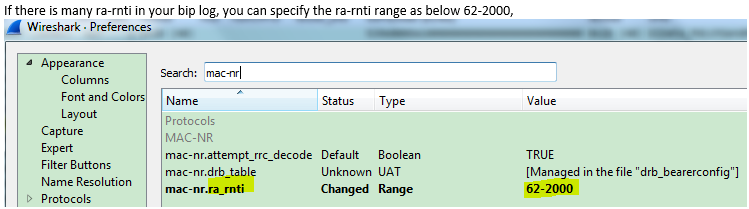 If there is many ra-rnti in your bip log, you can specify the ra-rnti range as below 62-2000,
Wireshark · Preferences
Appearance
Columns
Font and Colors
Layout
Capture
Expert
Filter Buttons
Name Resolution
Protocols
Search: mac-nr
Name Status Type Value
Protocols
MAC-NR
mac-nr.attempt_rrc_decode Default Boolean TRUE
mac-nr.drb_table Unknown UAT [Managed in the file "drb_bearerconfig"]
mac-nr.ra_rnti Changed Range 62-2000